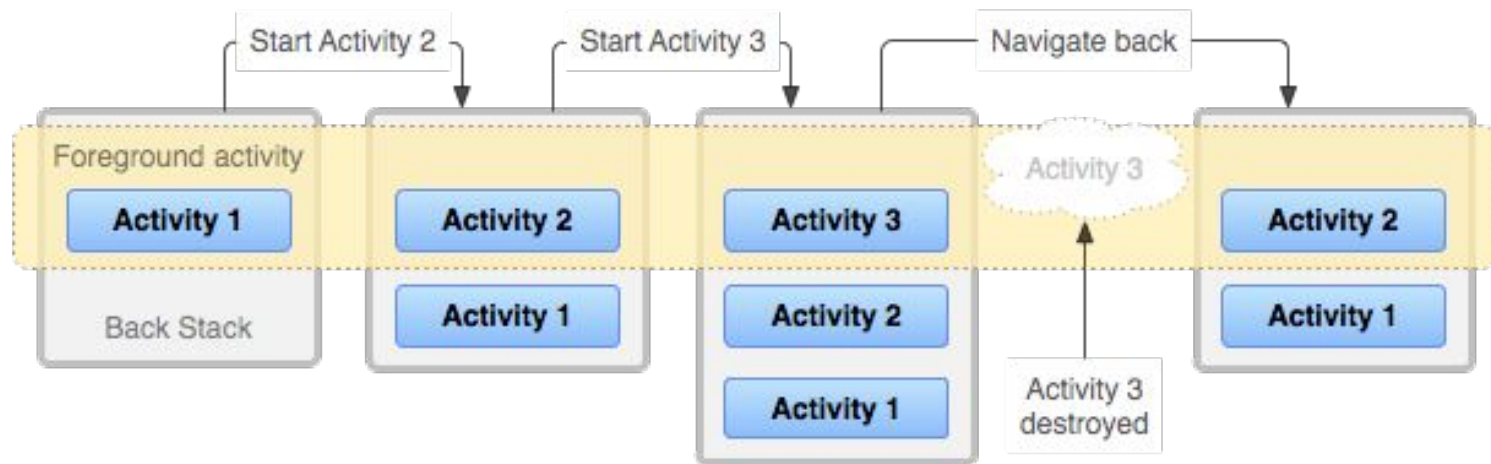 Start Activity 2
Start Activity 3
Navigate back
Foreground activity
Activity 1
Back Stack
Activity 2
Activity 1
Activity 3
Activity 2
Activity 1
Activity 3
Activity 3
destroyed
Activity 2
Activity 1